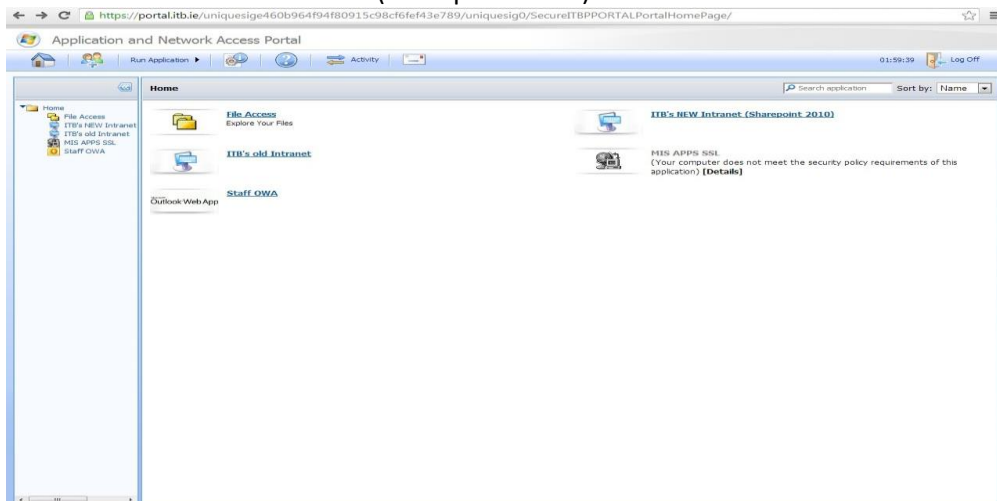 https://portal.itb.ie/uniquesige460b964f94f80915c98cf6fef43e789/uniquesig0/SecureITBPPORTALPortalHomePage/
Application and Network Access Portal
Run Application
Activity
01:59:39
Log Off
Home
File Access
ITB's NEW Intranet
ITB's old Intranet
MIS APPS SSL
Staff OWA
Home
Search application
Sort by: Name
File Access
Explore Your Files
ITB's NEW Intranet (Sharepoint 2010)
ITB's old Intranet
MIS APPS SSL
(Your computer does not meet the security policy requirements of this
application) [Details]
Outlook Web App
Staff OWA